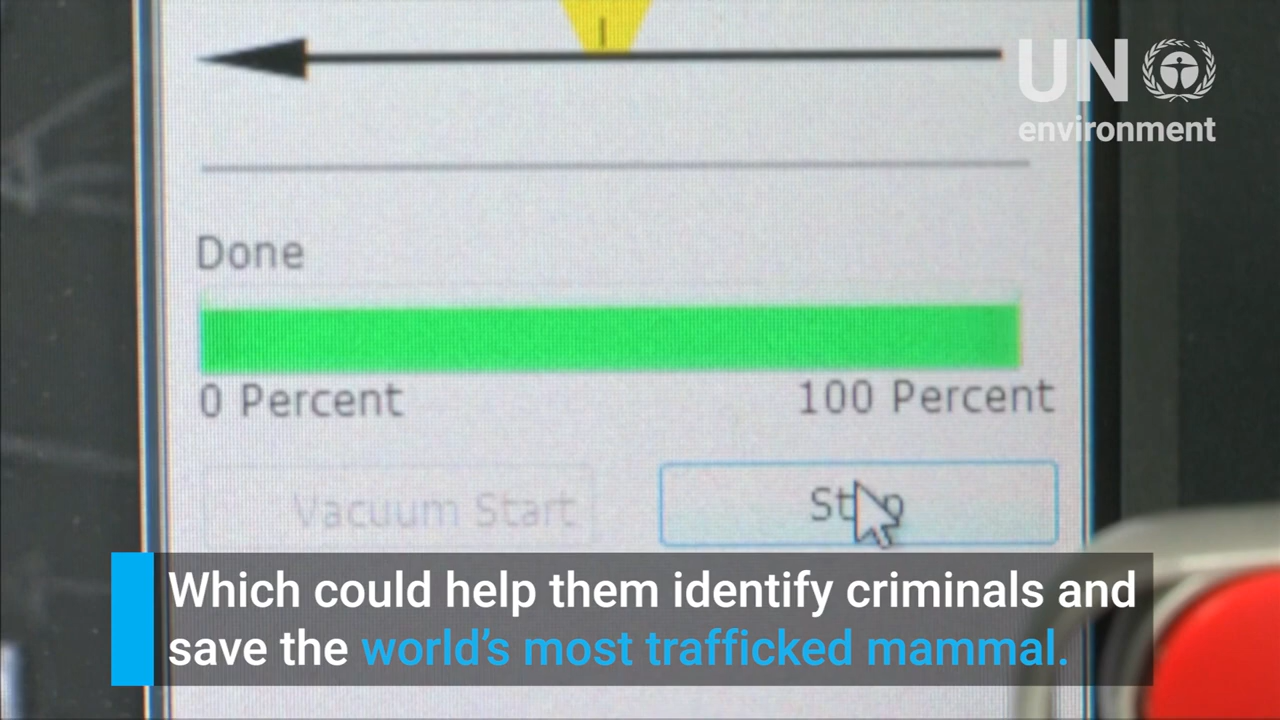 UN
environment
Done
0 Percent
100 Percent
Vacuum Start
Stop
Which could help them identify criminals and
save the world's most trafficked mammal.